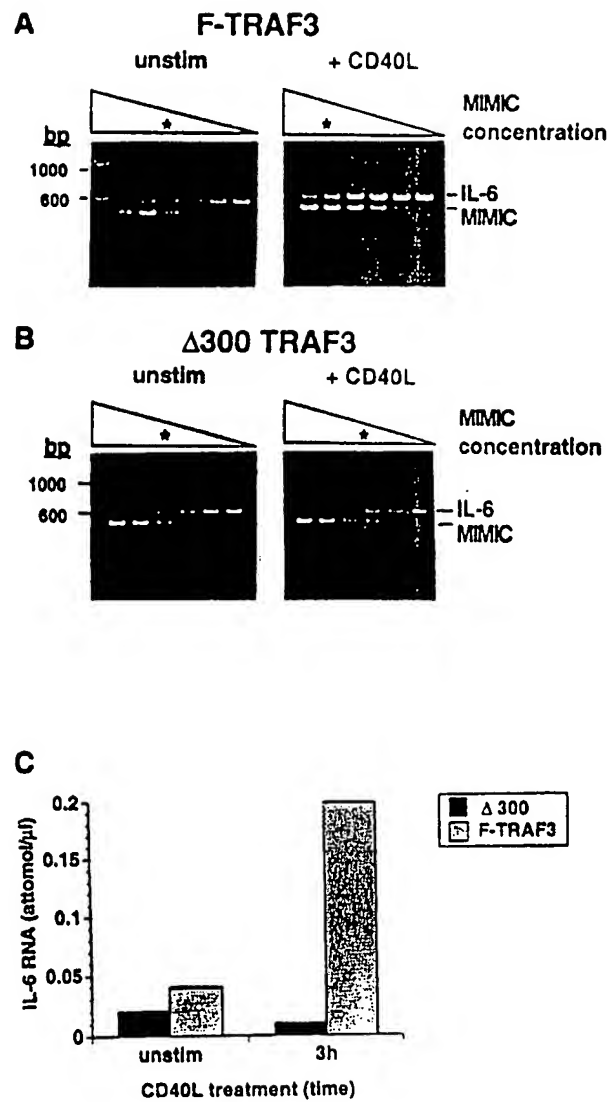 A
F-TRAF3
unstim
+ CD40L
*
*
MIMIC
concentration
bp
1000
600
IL-6
MIMIC
B
Δ300 TRAF3
unstim
+ CD40L
*
*
MIMIC
concentration
bp
1000
600
IL-6
MIMIC
C
0.2
0.15
0.1
0.05
0
IL-6 RNA (attomol/µl)
unstim
3h
CD40L treatment (time)
Δ 300
F-TRAF3